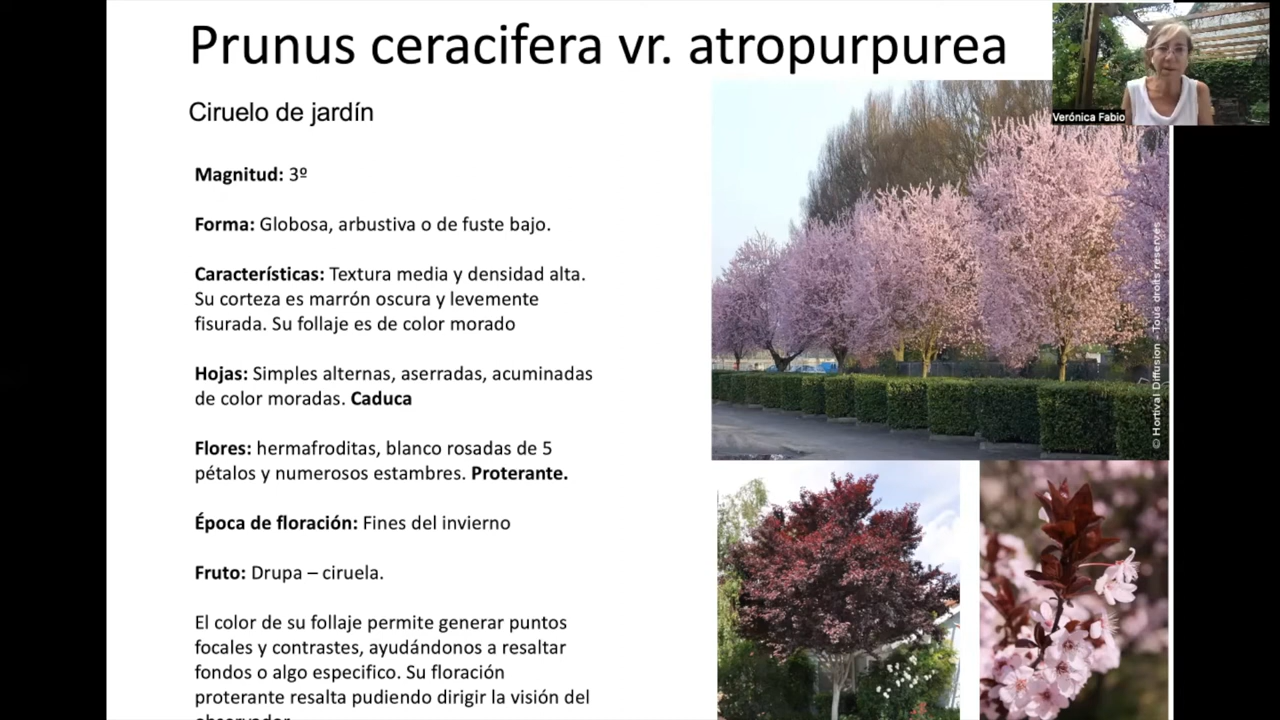 Prunus ceracifera vr. atropurpurea
Ciruelo de jardín
Magnitud: 3º
Forma: Globosa, arbustiva o de fuste bajo.
Características: Textura media y densidad alta.
Su corteza es marrón oscura y levemente
fisurada. Su follaje es de color morado
Hojas: Simples alternas, aserradas, acuminadas
de color moradas. Caduca
Flores: hermafroditas, blanco rosadas de 5
pétalos y numerosos estambres. Proterante.
Época de floración: Fines del invierno
Fruto: Drupa – ciruela.
El color de su follaje permite generar puntos
focales y contrastes, ayudándonos a resaltar
fondos o algo especifico. Su floración
proterante resalta pudiendo dirigir la visión del
Verónica Fabio
© Hortival Diffusion - Tous droits réservés